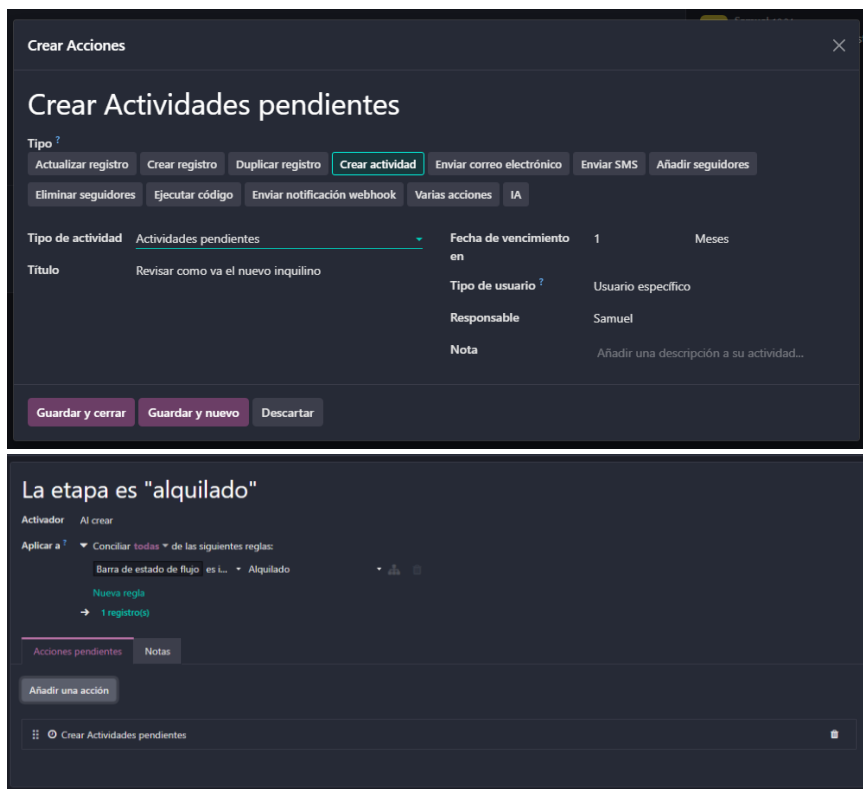 Crear Acciones
Crear Actividades pendientes
Tipo ?
Actualizar registro Crear registro Duplicar registro Crear actividad Enviar correo electrónico Enviar SMS Añadir seguidores
Eliminar seguidores Ejecutar código Enviar notificación webhook Varias acciones IA
Tipo de actividad Actividades pendientes
Título Revisar como va el nuevo inquilino
Fecha de vencimiento en 1 Meses
Tipo de usuario ? Usuario específico
Responsable Samuel
Nota Añadir una descripción a su actividad...
Guardar y cerrar Guardar y nuevo Descartar
La etapa es "alquilado"
Activador Al crear
Aplicar a ? Conciliar todas de las siguientes reglas:
Barra de estado de flujo es i... Alquilado
Nueva regla
1 registro(s)
Acciones pendientes Notas
Añadir una acción
Crear Actividades pendientes